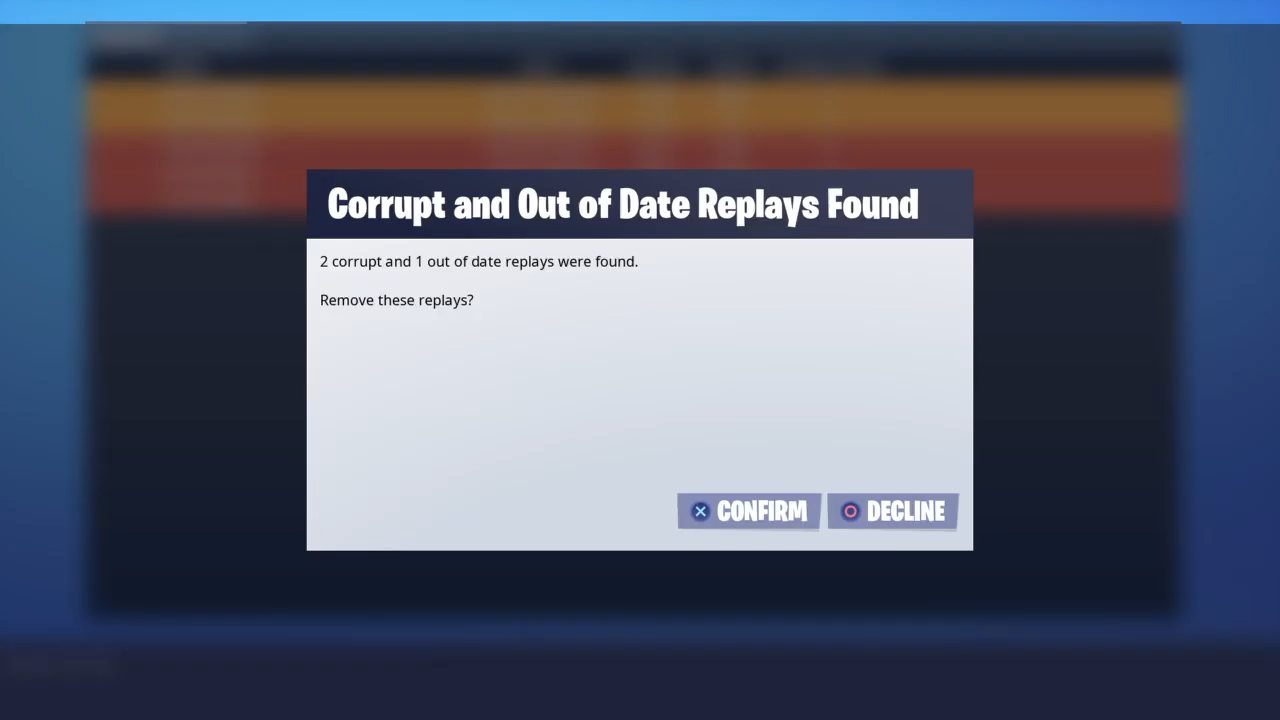 Corrupt and Out of Date Replays Found
2 corrupt and 1 out of date replays were found.
Remove these replays?
CONFIRM DECLINE